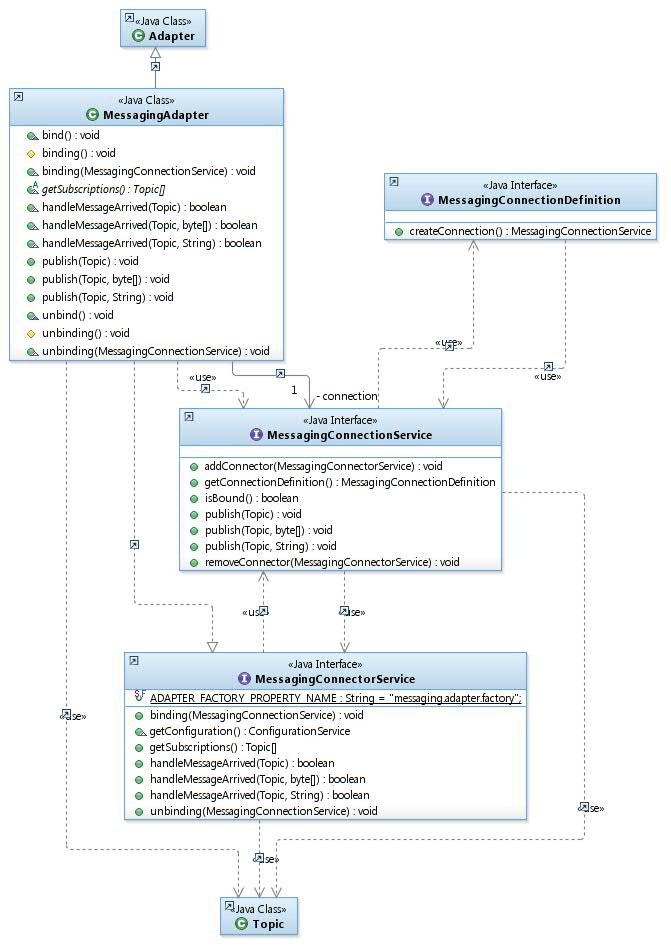 «Java Class»
Adapter
«Java Class»
MessagingAdapter
bind() : void
binding() : void
binding(MessagingConnectionService) : void
getSubscriptions() : Topic[]
handleMessageArrived(Topic) : boolean
handleMessageArrived(Topic, byte[]) : boolean
handleMessageArrived(Topic, String) : boolean
publish(Topic) : void
publish(Topic, byte[]) : void
publish(Topic, String) : void
unbind() : void
unbinding() : void
unbinding(MessagingConnectionService) : void
«Java Interface»
MessagingConnectionDefinition
createConnection() : MessagingConnectionService
«use»
«use»
«use»
1
- connection
«Java Interface»
MessagingConnectionService
addConnector(MessagingConnectorService) : void
getConnectionDefinition() : MessagingConnectionDefinition
isBound() : boolean
publish(Topic) : void
publish(Topic, byte[]) : void
publish(Topic, String) : void
removeConnector(MessagingConnectorService) : void
«use»
«use»
«Java Interface»
MessagingConnectorService
ADAPTER_FACTORY_PROPERTY_NAME : String = "messaging.adapter.factory";
binding(MessagingConnectionService) : void
getConfiguration() : ConfigurationService
getSubscriptions() : Topic[]
handleMessageArrived(Topic) : boolean
handleMessageArrived(Topic, byte[]) : boolean
handleMessageArrived(Topic, String) : boolean
unbinding(MessagingConnectionService) : void
«use»
«use»
«use»
«Java Class»
Topic